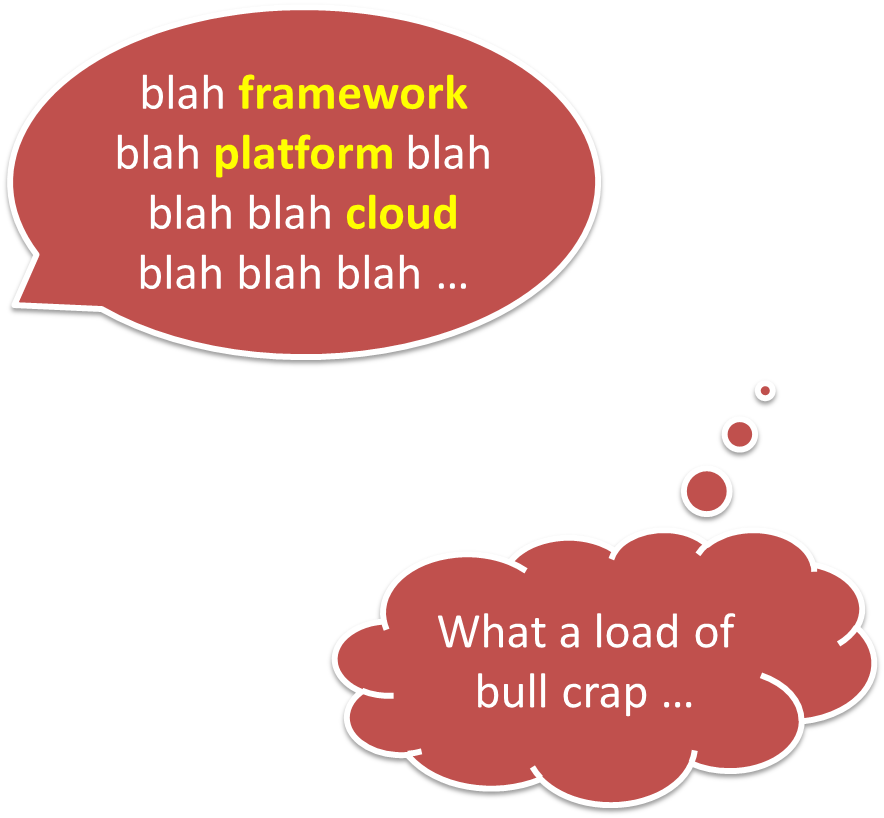 blah framework
blah platform blah
blah blah cloud
blah blah blah ...
What a load of
bull crap ...